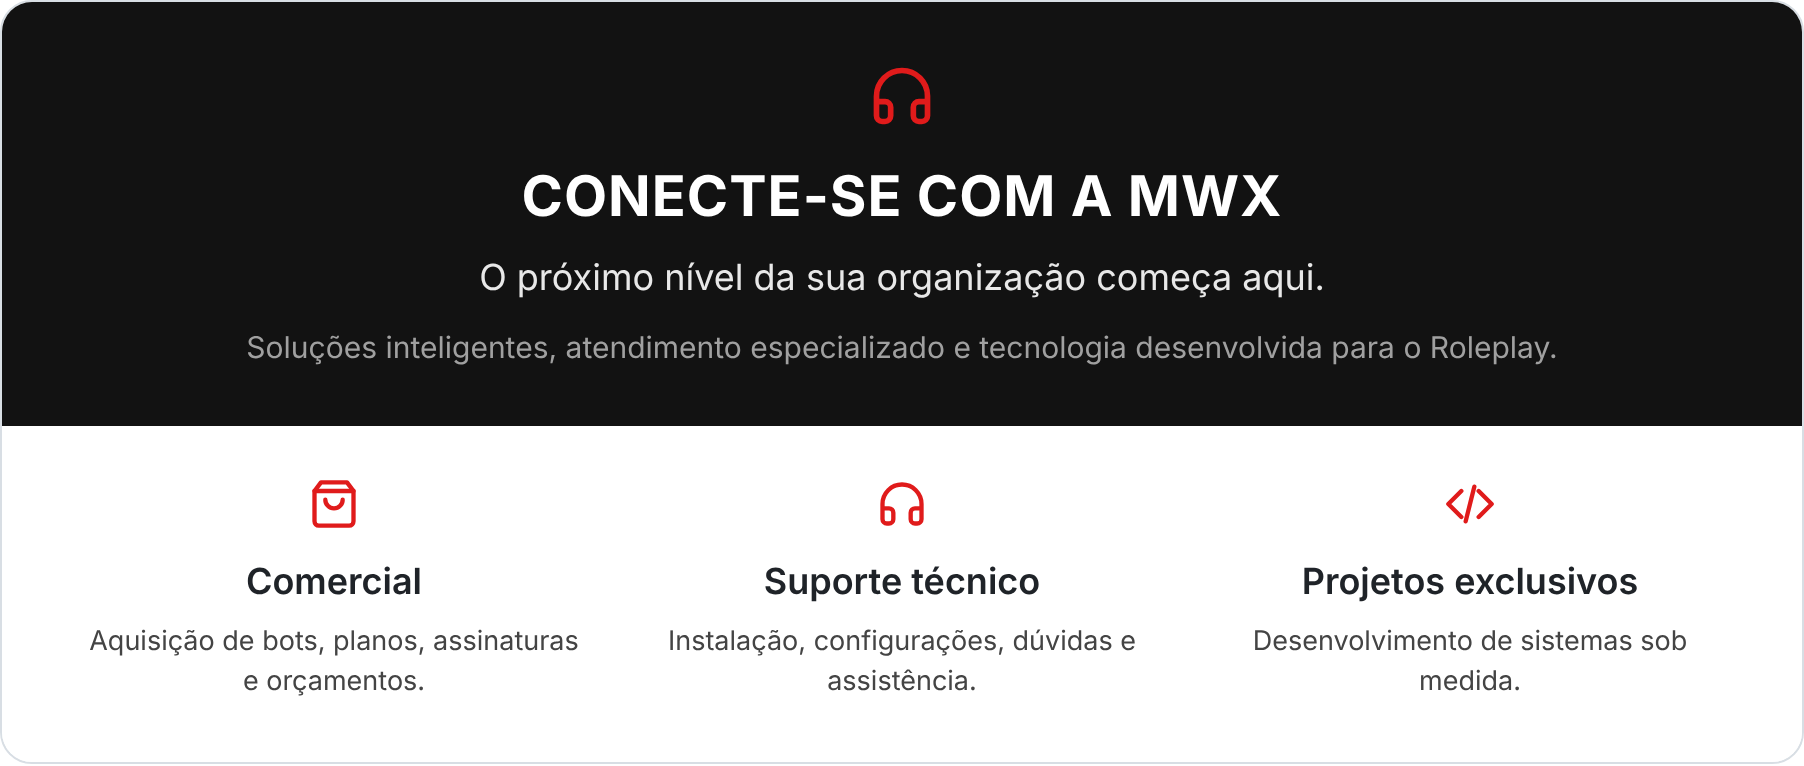 CONECTE-SE COM A MWX
O próximo nível da sua organização começa aqui.
Soluções inteligentes, atendimento especializado e tecnologia desenvolvida para o Roleplay.
Comercial
Aquisição de bots, planos, assinaturas
e orçamentos.
Suporte técnico
Instalação, configurações, dúvidas e
assistência.
Projetos exclusivos
Desenvolvimento de sistemas sob
medida.